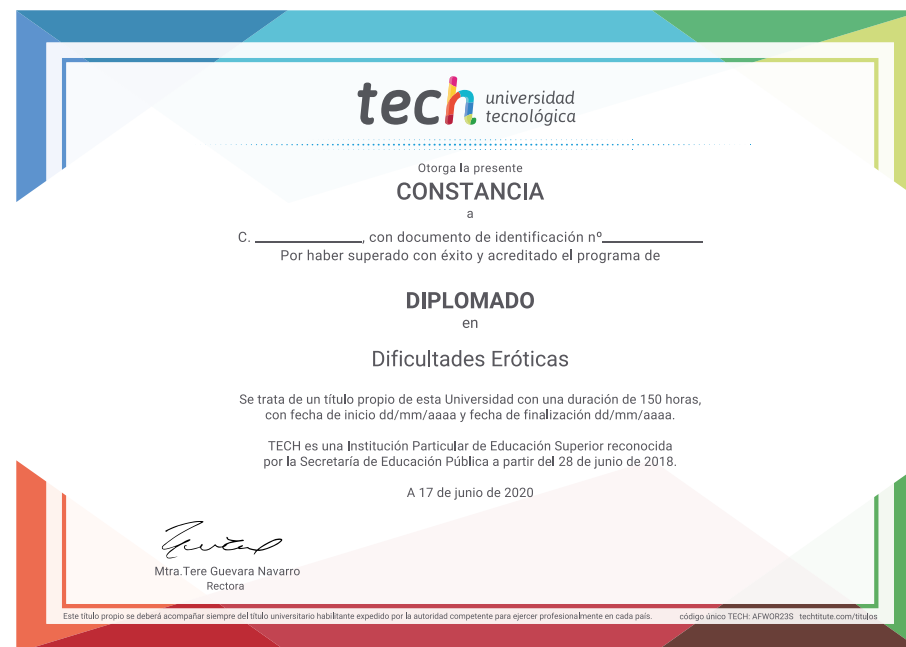 tech universidad
tecnológica
Otorga la presente
CONSTANCIA
a
C. ______________, con documento de identificación nº_____________
Por haber superado con éxito y acreditado el programa de
DIPLOMADO
en
Dificultades Eróticas
Se trata de un título propio de esta Universidad con una duración de 150 horas,
con fecha de inicio dd/mm/aaaa y fecha de finalización dd/mm/aaaa.
TECH es una Institución Particular de Educación Superior reconocida
por la Secretaría de Educación Pública a partir del 28 de junio de 2018.
A 17 de junio de 2020
Mtra.Tere Guevara Navarro
Rectora
Este título propio se deberá acompañar siempre del título universitario habilitante expedido por la autoridad competente para ejercer profesionalmente en cada país. código único TECH: AFWOR23S techtitute.com/titulos